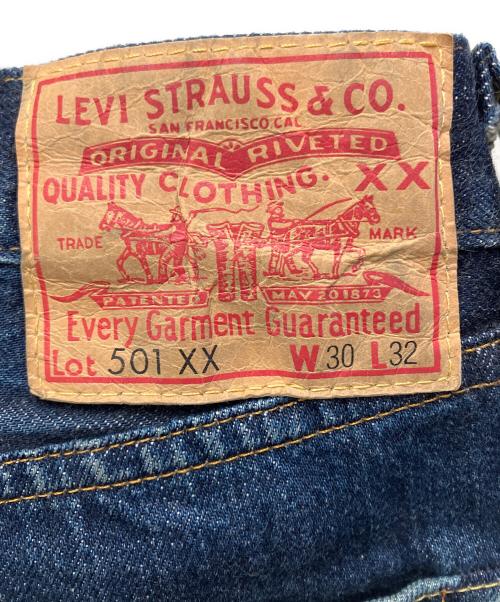 LEVI STRAUSS & CO.
SAN FRANCISCO CAL
ORIGINAL RIVETED
QUALITY CLOTHING. XX
TRADE MARK
PATENTED MAY 20 1873
Every Garment Guaranteed
Lot 501 XX W 30 L 32